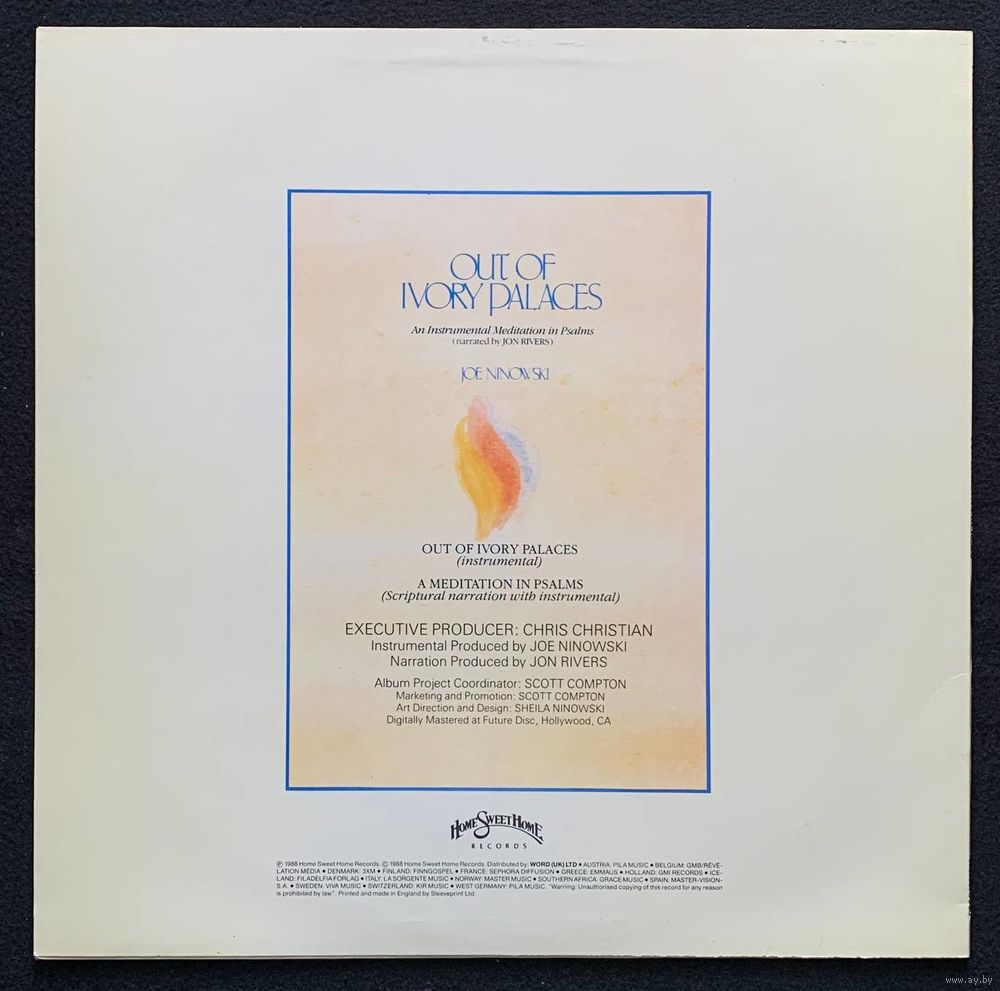 OUT OF
IVORY PALACES
An Instrumental Meditation in Psalms
(narrated by JON RIVERS)
JOE NINOWSKI
OUT OF IVORY PALACES
(instrumental)
A MEDITATION IN PSALMS
(Scriptural narration with instrumental)
EXECUTIVE PRODUCER: CHRIS CHRISTIAN
Instrumental Produced by JOE NINOWSKI
Narration Produced by JON RIVERS
Album Project Coordinator: SCOTT COMPTON
Marketing and Promotion: SCOTT COMPTON
Art Direction and Design: SHEILA NINOWSKI
Digitally Mastered at Future Disc, Hollywood, CA
HOME SWEET HOME
RECORDS
℗ 1988 Home Sweet Home Records. © 1988 Home Sweet Home Records. Distributed by: WORD (UK) LTD • AUSTRIA: PILA MUSIC • BELGIUM: GMB/RÉVÉ-
LATION MÉDIA • DENMARK: 3XM • FINLAND: FINNGOSPEL • FRANCE: SEPHORA DIFFUSION • GREECE: EMMAUS • HOLLAND: GMI RECORDS • ICE-
LAND: FILADELFIA FORLAG • ITALY: LA SORGENTE MUSIC • NORWAY: MASTER MUSIC • SOUTHERN AFRICA: GRACE MUSIC • SPAIN: MASTER-VISION-
S.A. • SWEDEN: VIVA MUSIC • SWITZERLAND: KIR MUSIC • WEST GERMANY: PILA MUSIC. "Warning: Unauthorised copying of this record for any reason
is prohibited by law". Printed and made in England by Sleeveprint Ltd.
www.ay.by